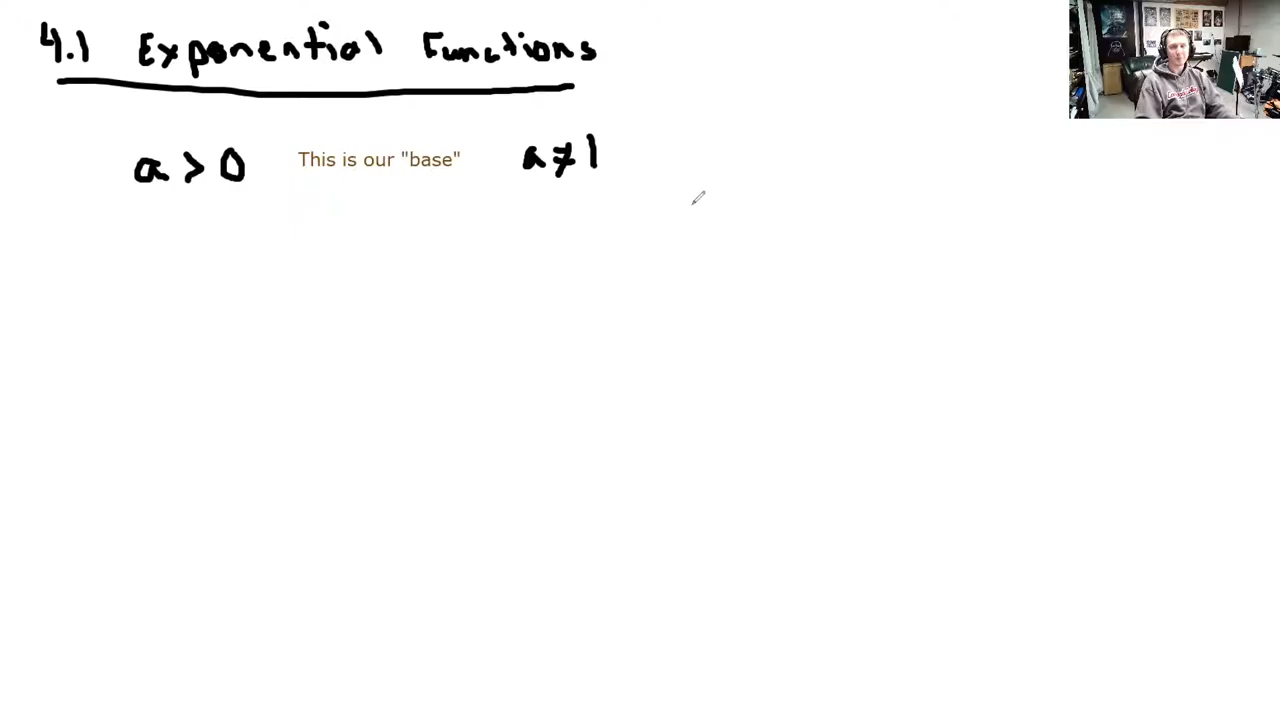 4.1 Exponential Functions
a > 0 This is our "base" a ≠ 1